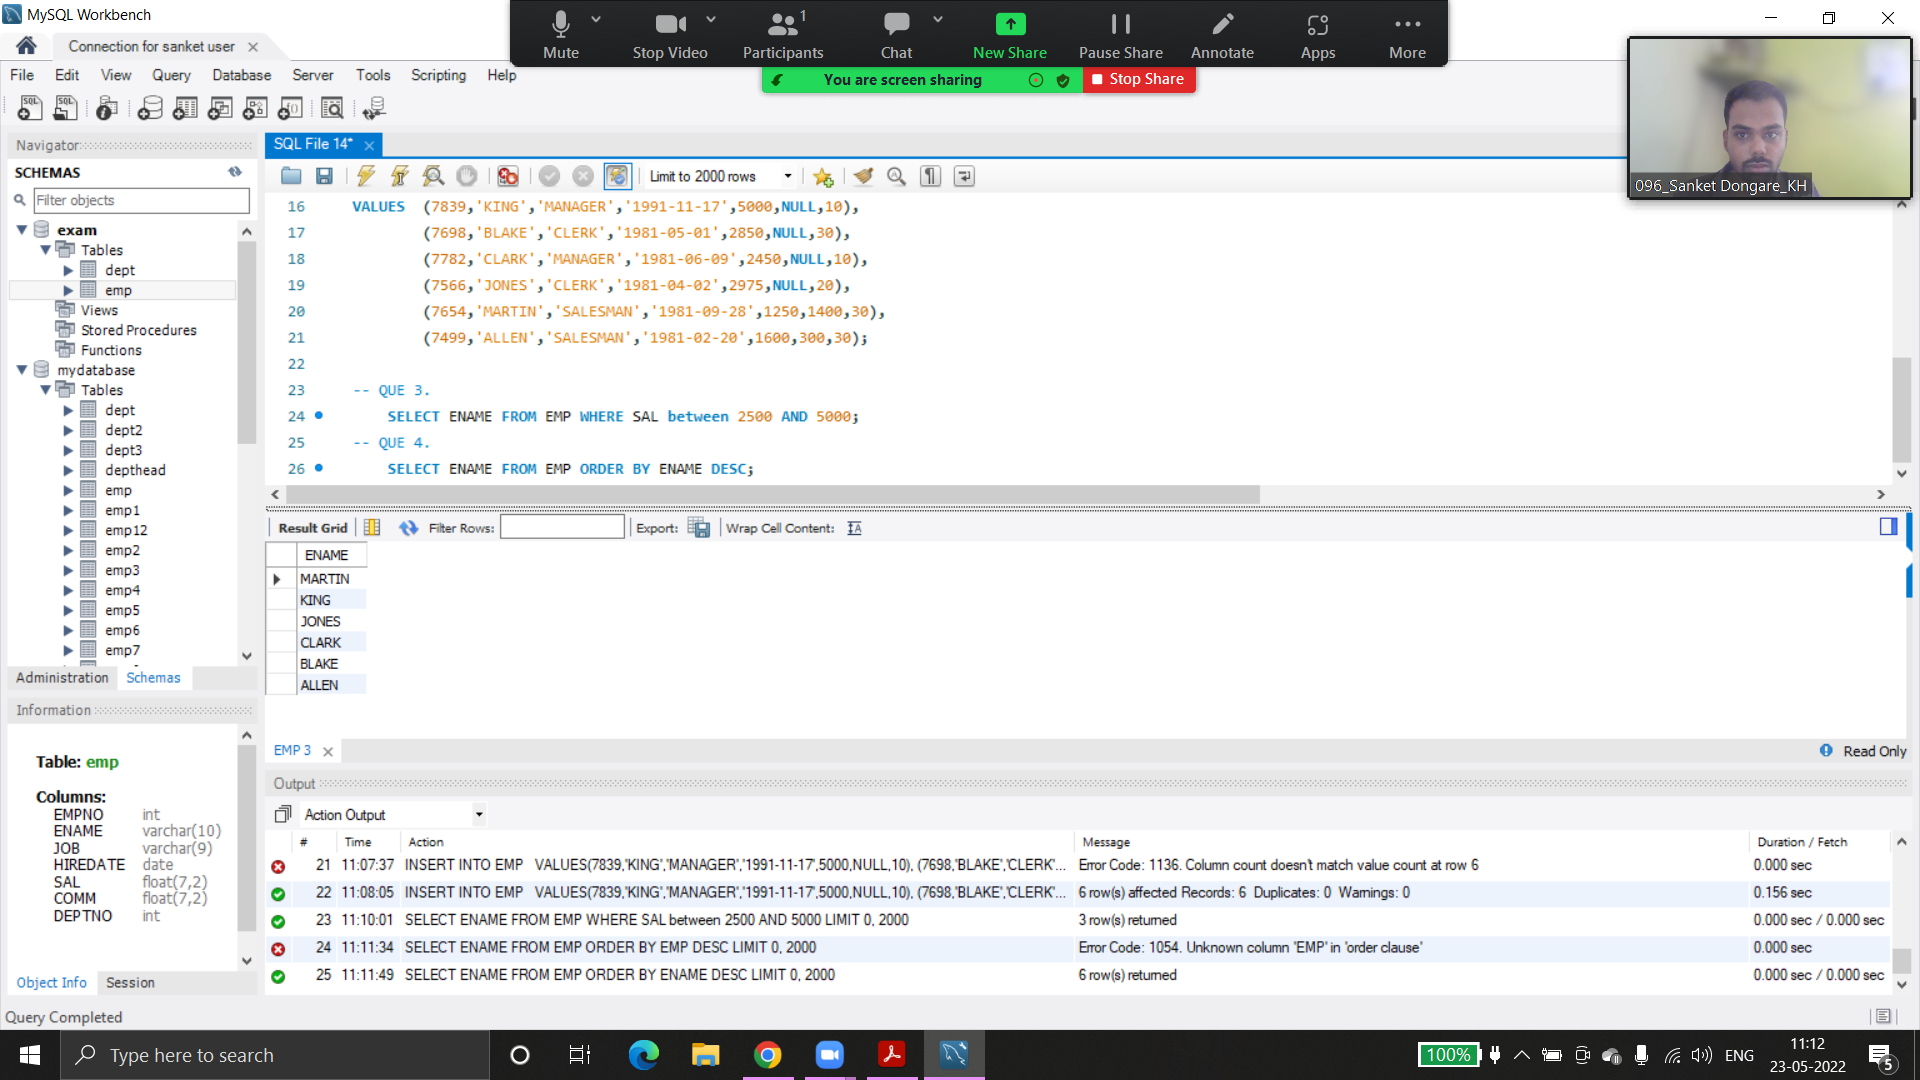 MySQL Workbench
Connection for sanket user
File Edit View Query Database Server Tools Scripting Help
Mute Stop Video Participants 1 Chat New Share Pause Share Annotate Apps More
You are screen sharing Stop Share
096_Sanket Dongare_KH
Navigator
SCHEMAS
Filter objects
exam
Tables
dept
emp
Views
Stored Procedures
Functions
mydatabase
Tables
dept
dept2
dept3
depthead
emp
emp1
emp12
emp2
emp3
emp4
emp5
emp6
emp7
Administration Schemas
Information
Table: emp
Columns:
EMPNO int
ENAME varchar(10)
JOB varchar(9)
HIREDATE date
SAL float(7,2)
COMM float(7,2)
DEPTNO int
Object Info Session
SQL File 14*
Limit to 2000 rows
16 VALUES (7839,'KING','MANAGER','1991-11-17',5000,NULL,10),
17 (7698,'BLAKE','CLERK','1981-05-01',2850,NULL,30),
18 (7782,'CLARK','MANAGER','1981-06-09',2450,NULL,10),
19 (7566,'JONES','CLERK','1981-04-02',2975,NULL,20),
20 (7654,'MARTIN','SALESMAN','1981-09-28',1250,1400,30),
21 (7499,'ALLEN','SALESMAN','1981-02-20',1600,300,30);
22
23 -- QUE 3.
24 SELECT ENAME FROM EMP WHERE SAL between 2500 AND 5000;
25 -- QUE 4.
26 SELECT ENAME FROM EMP ORDER BY ENAME DESC;
Result Grid Filter Rows: Export: Wrap Cell Content:
ENAME
MARTIN
KING
JONES
CLARK
BLAKE
ALLEN
EMP 3 Read Only
Output
Action Output
# Time Action Message Duration / Fetch
21 11:07:37 INSERT INTO EMP VALUES(7839,'KING','MANAGER','1991-11-17',5000,NULL,10), (7698,'BLAKE','CLERK'... Error Code: 1136. Column count doesn't match value count at row 6 0.000 sec
22 11:08:05 INSERT INTO EMP VALUES(7839,'KING','MANAGER','1991-11-17',5000,NULL,10), (7698,'BLAKE','CLERK'... 6 row(s) affected Records: 6 Duplicates: 0 Warnings: 0 0.156 sec
23 11:10:01 SELECT ENAME FROM EMP WHERE SAL between 2500 AND 5000 LIMIT 0, 2000 3 row(s) returned 0.000 sec / 0.000 sec
24 11:11:34 SELECT ENAME FROM EMP ORDER BY EMP DESC LIMIT 0, 2000 Error Code: 1054. Unknown column 'EMP' in 'order clause' 0.000 sec
25 11:11:49 SELECT ENAME FROM EMP ORDER BY ENAME DESC LIMIT 0, 2000 6 row(s) returned 0.000 sec / 0.000 sec
Query Completed
Type here to search
100% ENG 11:12
23-05-2022
5